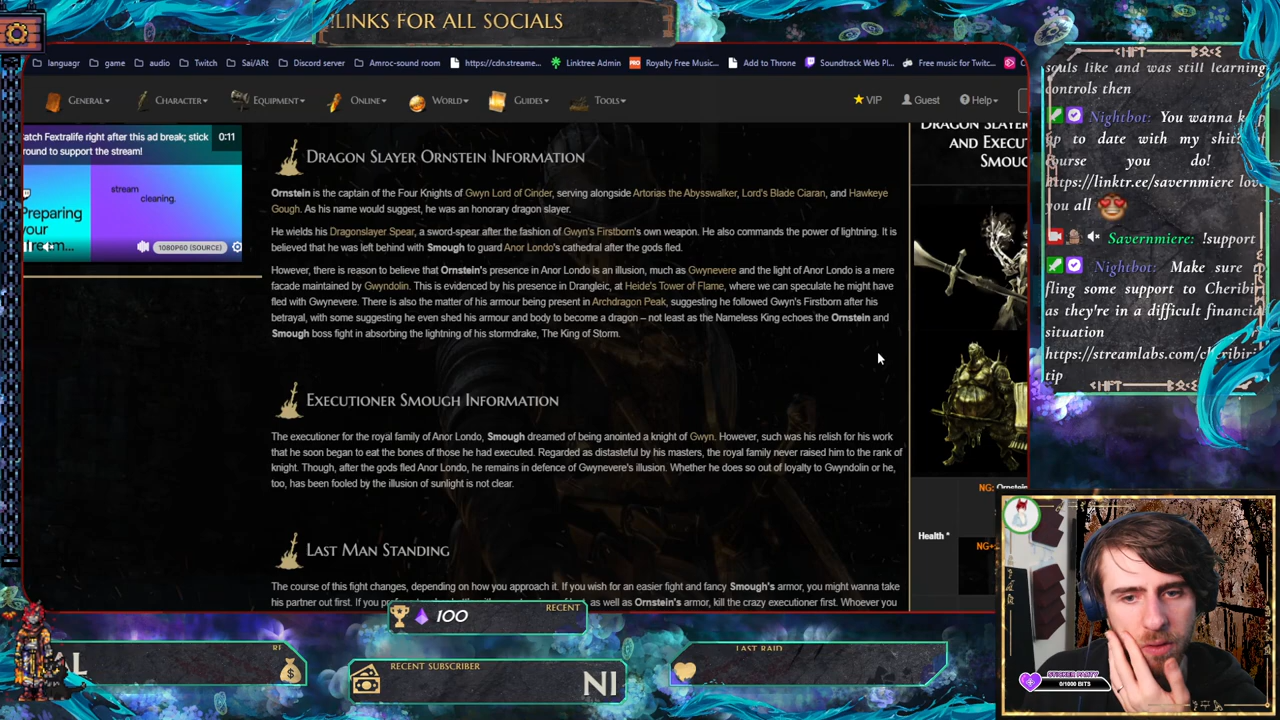 LINKS FOR ALL SOCIALS
languagr game audio Twitch Sai/ARt Discord server Amroc-sound room https://cdn.streame... Linktree Admin Royalty Free Music... Add to Throne Soundtrack Web Pl... Free music for Twitc...
GENERAL CHARACTER EQUIPMENT ONLINE WORLD GUIDES TOOLS VIP Guest Help
atch Fextralife right after this ad break; stick
round to support the stream!
0:11
stream
cleaning.
Preparing
your
stream...
1080P60 (SOURCE)
DRAGON SLAYER ORNSTEIN INFORMATION
Ornstein is the captain of the Four Knights of Gwyn Lord of Cinder, serving alongside Artorias the Abysswalker, Lord's Blade Ciaran, and Hawkeye
Gough. As his name would suggest, he was an honorary dragon slayer.
He wields his Dragonslayer Spear, a sword-spear after the fashion of Gwyn's Firstborn's own weapon. He also commands the power of lightning. It is
believed that he was left behind with Smough to guard Anor Londo's cathedral after the gods fled.
However, there is reason to believe that Ornstein's presence in Anor Londo is an illusion, much as Gwynevere and the light of Anor Londo is a mere
facade maintained by Gwyndolin. This is evidenced by his presence in Drangleic, at Heide's Tower of Flame, where we can speculate he might have
fled with Gwynevere. There is also the matter of his armour being present in Archdragon Peak, suggesting he followed Gwyn's Firstborn after his
betrayal, with some suggesting he even shed his armour and body to become a dragon – not least as the Nameless King echoes the Ornstein and
Smough boss fight in absorbing the lightning of his stormdrake, The King of Storm.
EXECUTIONER SMOUGH INFORMATION
The executioner for the royal family of Anor Londo, Smough dreamed of being anointed a knight of Gwyn. However, such was his relish for his work
that he soon began to eat the bones of those he had executed. Regarded as distasteful by his masters, the royal family never raised him to the rank of
knight. Though, after the gods fled Anor Londo, he remains in defence of Gwynevere's illusion. Whether he does so out of loyalty to Gwyndolin or he,
too, has been fooled by the illusion of sunlight is not clear.
LAST MAN STANDING
The course of this fight changes, depending on how you approach it. If you wish for an easier fight and fancy Smough's armor, you might wanna take
his partner out first. If you as well as Ornstein's armor, kill the crazy executioner first. Whoever you
DRAGON SLAYER
AND EXECU
SMOU
NG: Ornstein
Health *
NG+
souls like and was still learning
controls then
Nightbot: You wanna keep
up to date with my shit? Of
course you do!
https://linktr.ee/savernmiere love
you all
Savernmiere: !support
Nightbot: Make sure to
fling some support to Cheribiri
as they're in a difficult financial
situation
https://streamlabs.com/cheribiri
tip
RECENT
100
RE
AL
RECENT SUBSCRIBER
NI
LAST RAID
STICKER PARTY
0/1000 BITS